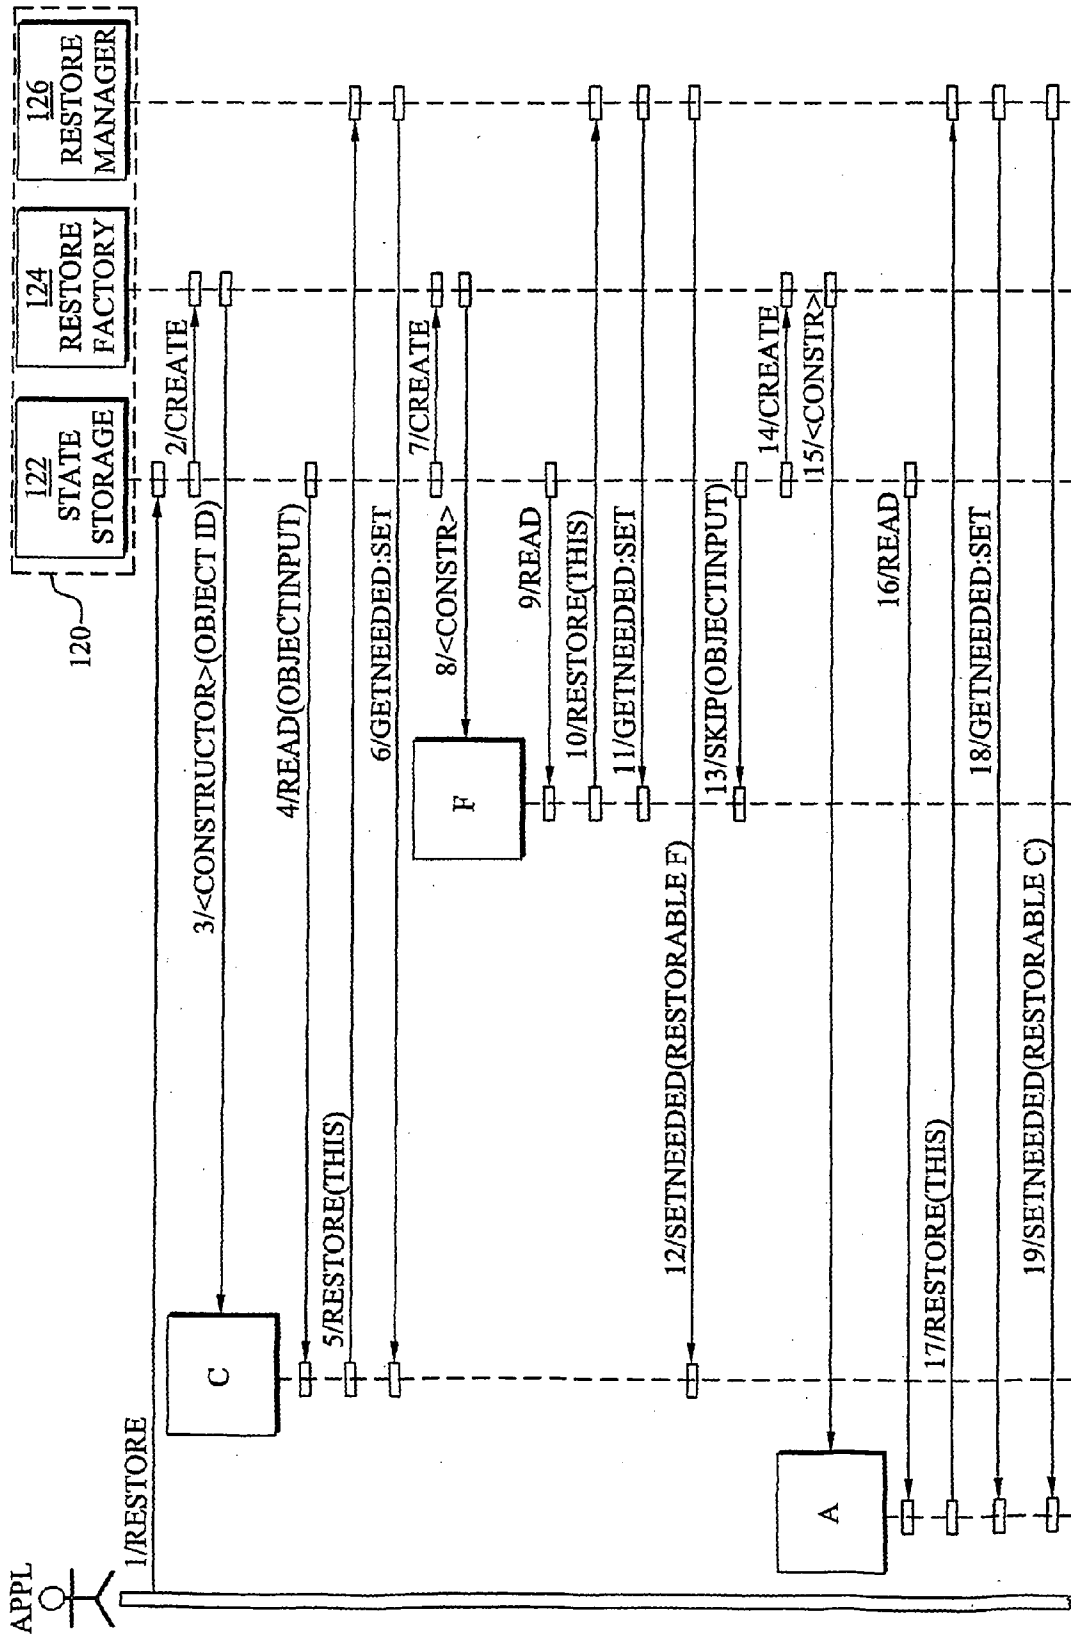 APPL
120
122
STATE
STORAGE
124
RESTORE
FACTORY
126
RESTORE
MANAGER
1/RESTORE
2/CREATE
C
3/<CONSTRUCTOR>(OBJECT ID)
4/READ(OBJECTINPUT)
5/RESTORE(THIS)
6/GETNEEDED:SET
7/CREATE
F
8/<CONSTR>
9/READ
10/RESTORE(THIS)
11/GETNEEDED:SET
12/SETNEEDED(RESTORABLE F)
13/SKIP(OBJECTINPUT)
14/CREATE
15/<CONSTR>
A
16/READ
17/RESTORE(THIS)
18/GETNEEDED:SET
19/SETNEEDED(RESTORABLE C)